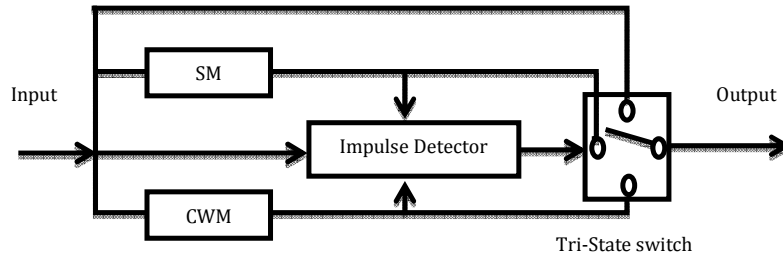 SM
Input
Output
Impulse Detector
CWM
Tri-State switch